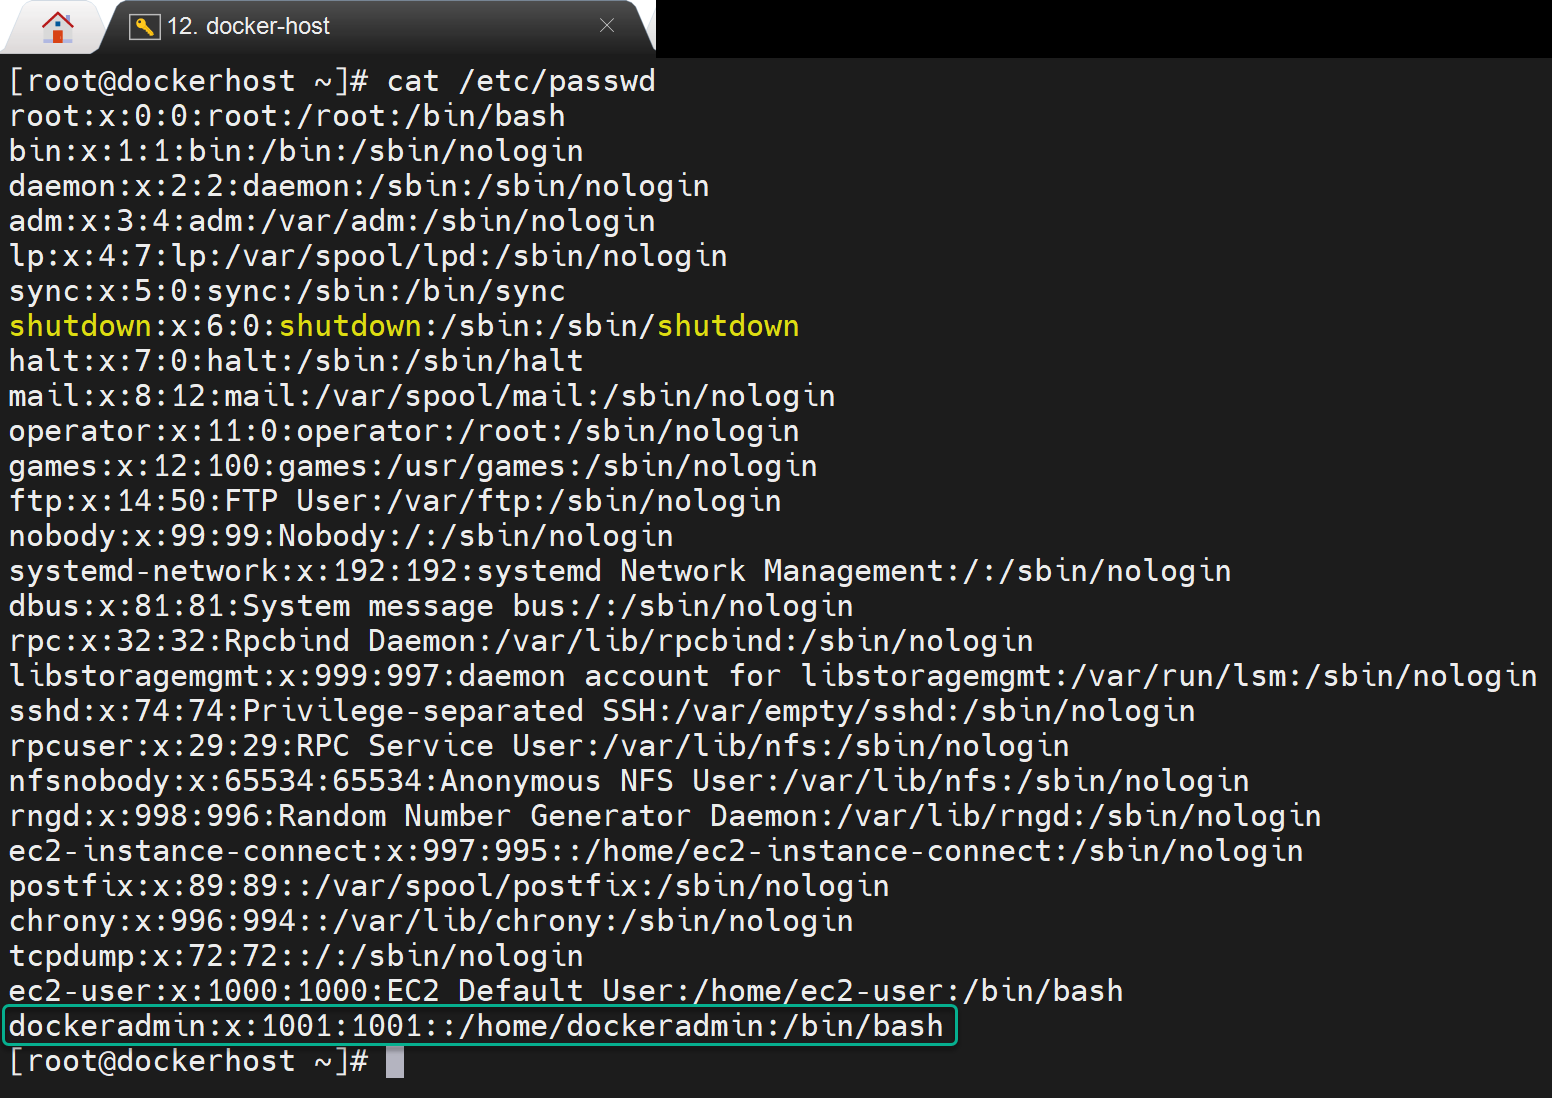 12. docker-host
[root@dockerhost ~]# cat /etc/passwd
root:x:0:0:root:/root:/bin/bash
bin:x:1:1:bin:/bin:/sbin/nologin
daemon:x:2:2:daemon:/sbin:/sbin/nologin
adm:x:3:4:adm:/var/adm:/sbin/nologin
lp:x:4:7:lp:/var/spool/lpd:/sbin/nologin
sync:x:5:0:sync:/sbin:/bin/sync
shutdown:x:6:0:shutdown:/sbin:/sbin/shutdown
halt:x:7:0:halt:/sbin:/sbin/halt
mail:x:8:12:mail:/var/spool/mail:/sbin/nologin
operator:x:11:0:operator:/root:/sbin/nologin
games:x:12:100:games:/usr/games:/sbin/nologin
ftp:x:14:50:FTP User:/var/ftp:/sbin/nologin
nobody:x:99:99:Nobody:/:/sbin/nologin
systemd-network:x:192:192:systemd Network Management:/:/sbin/nologin
dbus:x:81:81:System message bus:/:/sbin/nologin
rpc:x:32:32:Rpcbind Daemon:/var/lib/rpcbind:/sbin/nologin
libstoragemgmt:x:999:997:daemon account for libstoragemgmt:/var/run/lsm:/sbin/nologin
sshd:x:74:74:Privilege-separated SSH:/var/empty/sshd:/sbin/nologin
rpcuser:x:29:29:RPC Service User:/var/lib/nfs:/sbin/nologin
nfsnobody:x:65534:65534:Anonymous NFS User:/var/lib/nfs:/sbin/nologin
rngd:x:998:996:Random Number Generator Daemon:/var/lib/rngd:/sbin/nologin
ec2-instance-connect:x:997:995::/home/ec2-instance-connect:/sbin/nologin
postfix:x:89:89::/var/spool/postfix:/sbin/nologin
chrony:x:996:994::/var/lib/chrony:/sbin/nologin
tcpdump:x:72:72::/:/sbin/nologin
ec2-user:x:1000:1000:EC2 Default User:/home/ec2-user:/bin/bash
dockeradmin:x:1001:1001::/home/dockeradmin:/bin/bash
[root@dockerhost ~]#